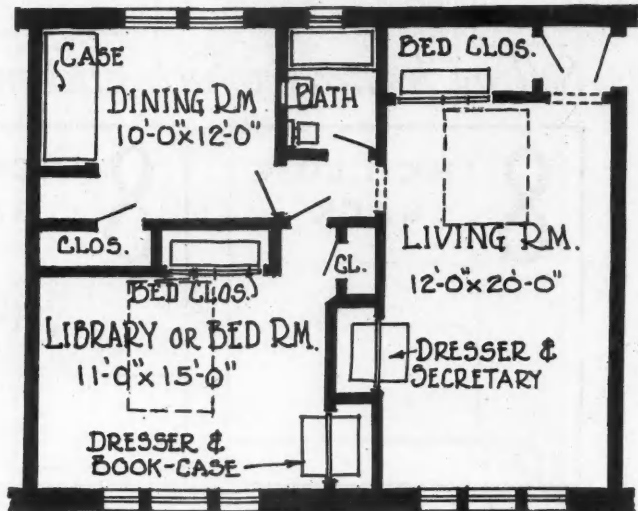 CASE
DINING RM
10'-0"x12'-0"
BATH
BED CLOS.
CLOS.
BED CLOS.
CL.
LIVING RM.
12'-0"x20'-0"
LIBRARY OR BED RM.
11'-0"x15'-0"
DRESSER &
SECRETARY
DRESSER &
BOOK-CASE